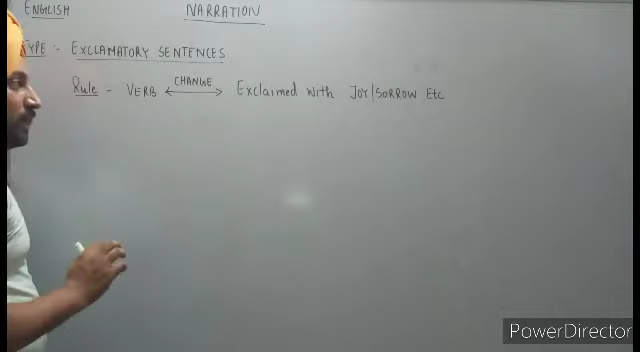 ENGLISH NARRATION
TYPE :- EXCLAMATORY SENTENCES
Rule - VERB CHANGE Exclaimed with JOY/SORROW Etc
PowerDirector